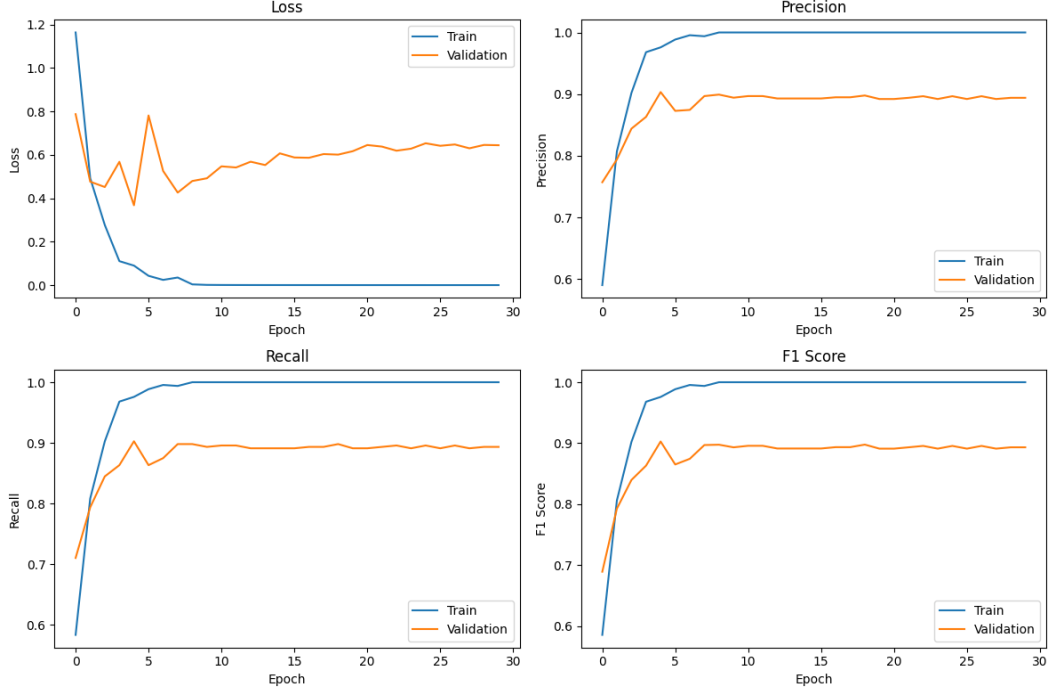 Loss
1.2
1.0
0.8
0.6
0.4
0.2
0.0
Loss
0 5 10 15 20 25 30
Epoch
Train
Validation
Precision
1.0
0.9
0.8
0.7
0.6
Precision
0 5 10 15 20 25 30
Epoch
Train
Validation
Recall
1.0
0.9
0.8
0.7
0.6
Recall
0 5 10 15 20 25 30
Epoch
Train
Validation
F1 Score
1.0
0.9
0.8
0.7
0.6
F1 Score
0 5 10 15 20 25 30
Epoch
Train
Validation